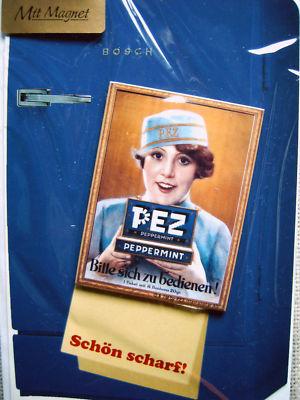 Mit Magnet
BOSCH
PEZ
PEZ
PEPPERMINT
PEPPERMINT
Bitte sich zu bedienen!
Schön scharf!